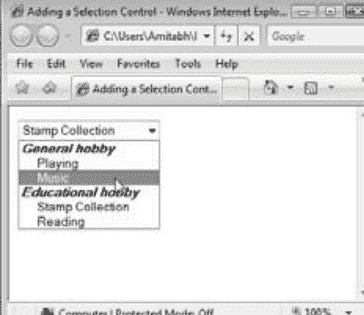 Adding a Selection Control - Windows Internet Explo...
C:\Users\Amitabh\
Google
File Edit View Favorites Tools Help
Adding a Selection Cont...
Stamp Collection
General hobby
Playing
Music
Educational hobby
Stamp Collection
Reading
Computer | Protected Mode: Off
100%